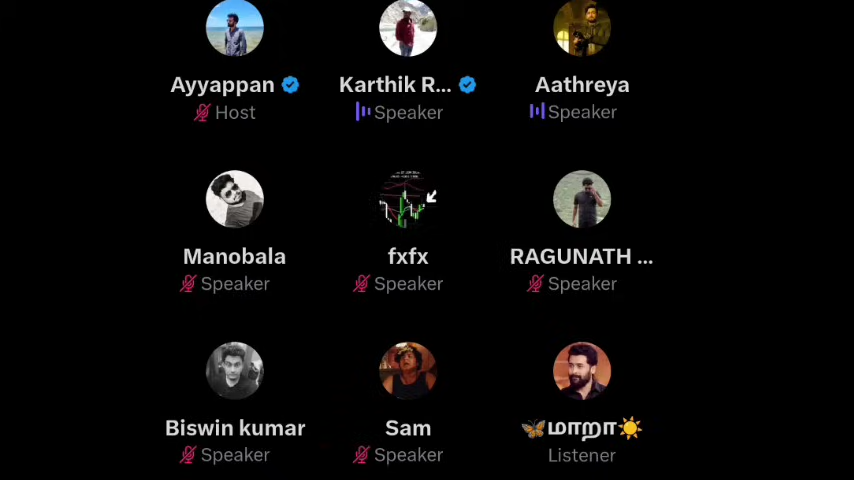 Ayyappan Karthik R... Aathreya
Host Speaker Speaker
Manobala fxfx RAGUNATH ...
Speaker Speaker Speaker
Biswin kumar Sam 🦋மாறா☀️
Speaker Speaker Listener